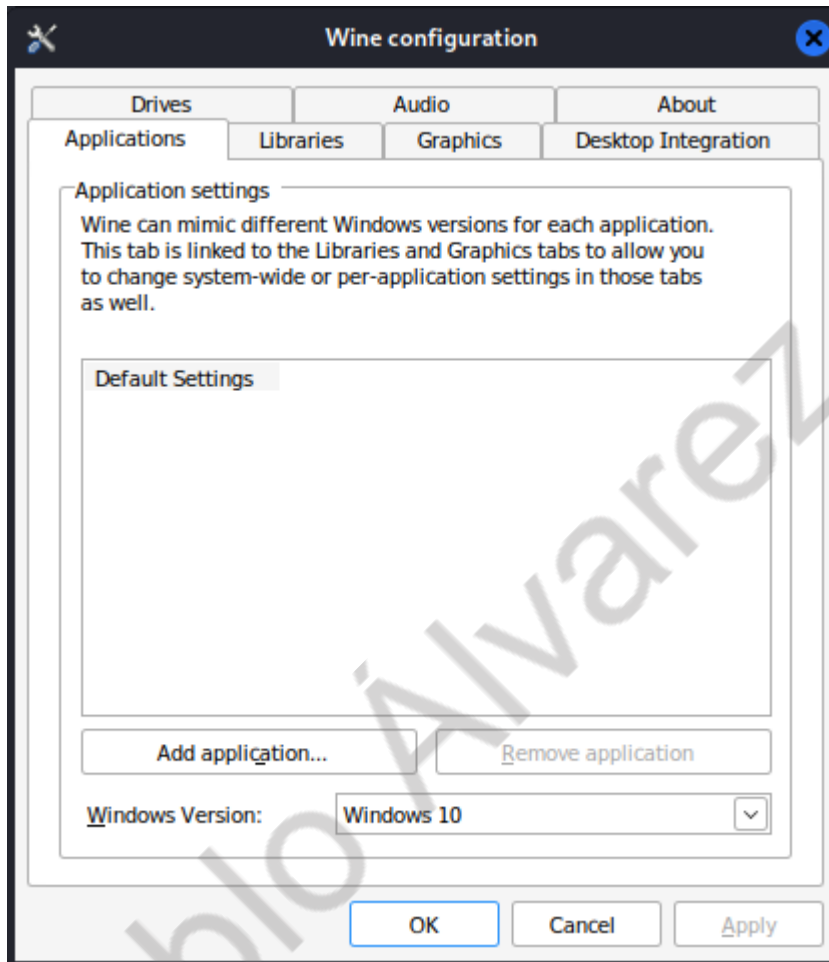 Wine configuration
Drives Audio About
Applications Libraries Graphics Desktop Integration
Application settings
Wine can mimic different Windows versions for each application.
This tab is linked to the Libraries and Graphics tabs to allow you
to change system-wide or per-application settings in those tabs
as well.
Default Settings
Add application... Remove application
Windows Version: Windows 10
OK Cancel Apply
blo Álvarez